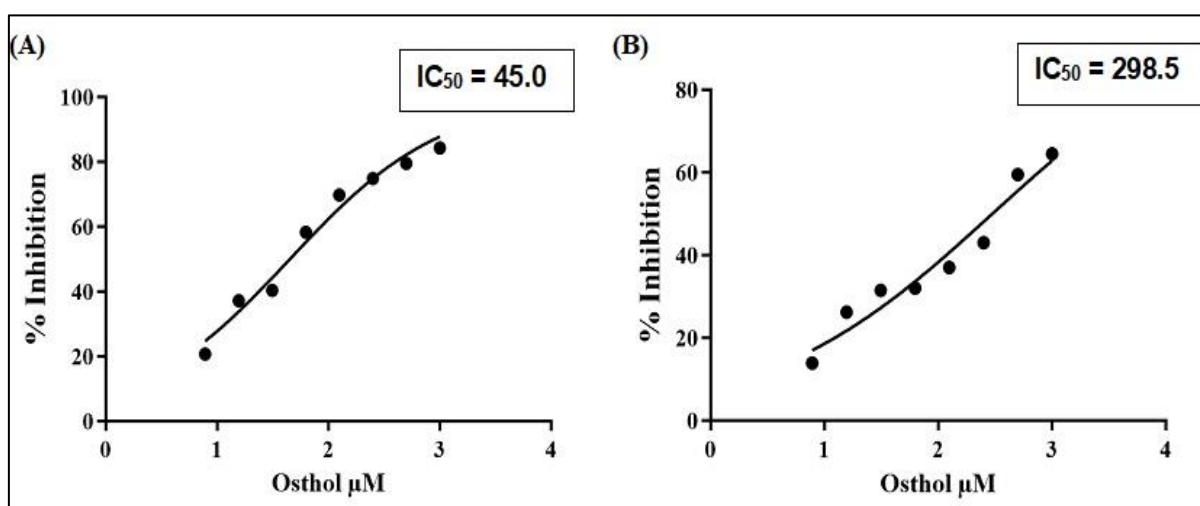 (A)
IC₅₀ = 45.0
100
80
60
40
20
0
% Inhibition
0 1 2 3 4
Osthol µM
(B)
IC₅₀ = 298.5
80
60
40
20
0
% Inhibition
0 1 2 3 4
Osthol µM